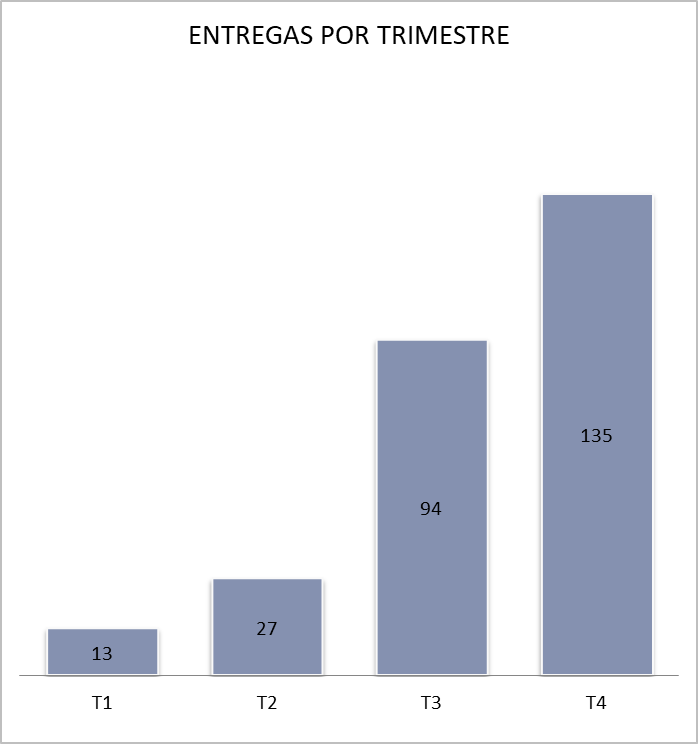 ENTREGAS POR TRIMESTRE
135
94
27
13
T1 T2 T3 T4